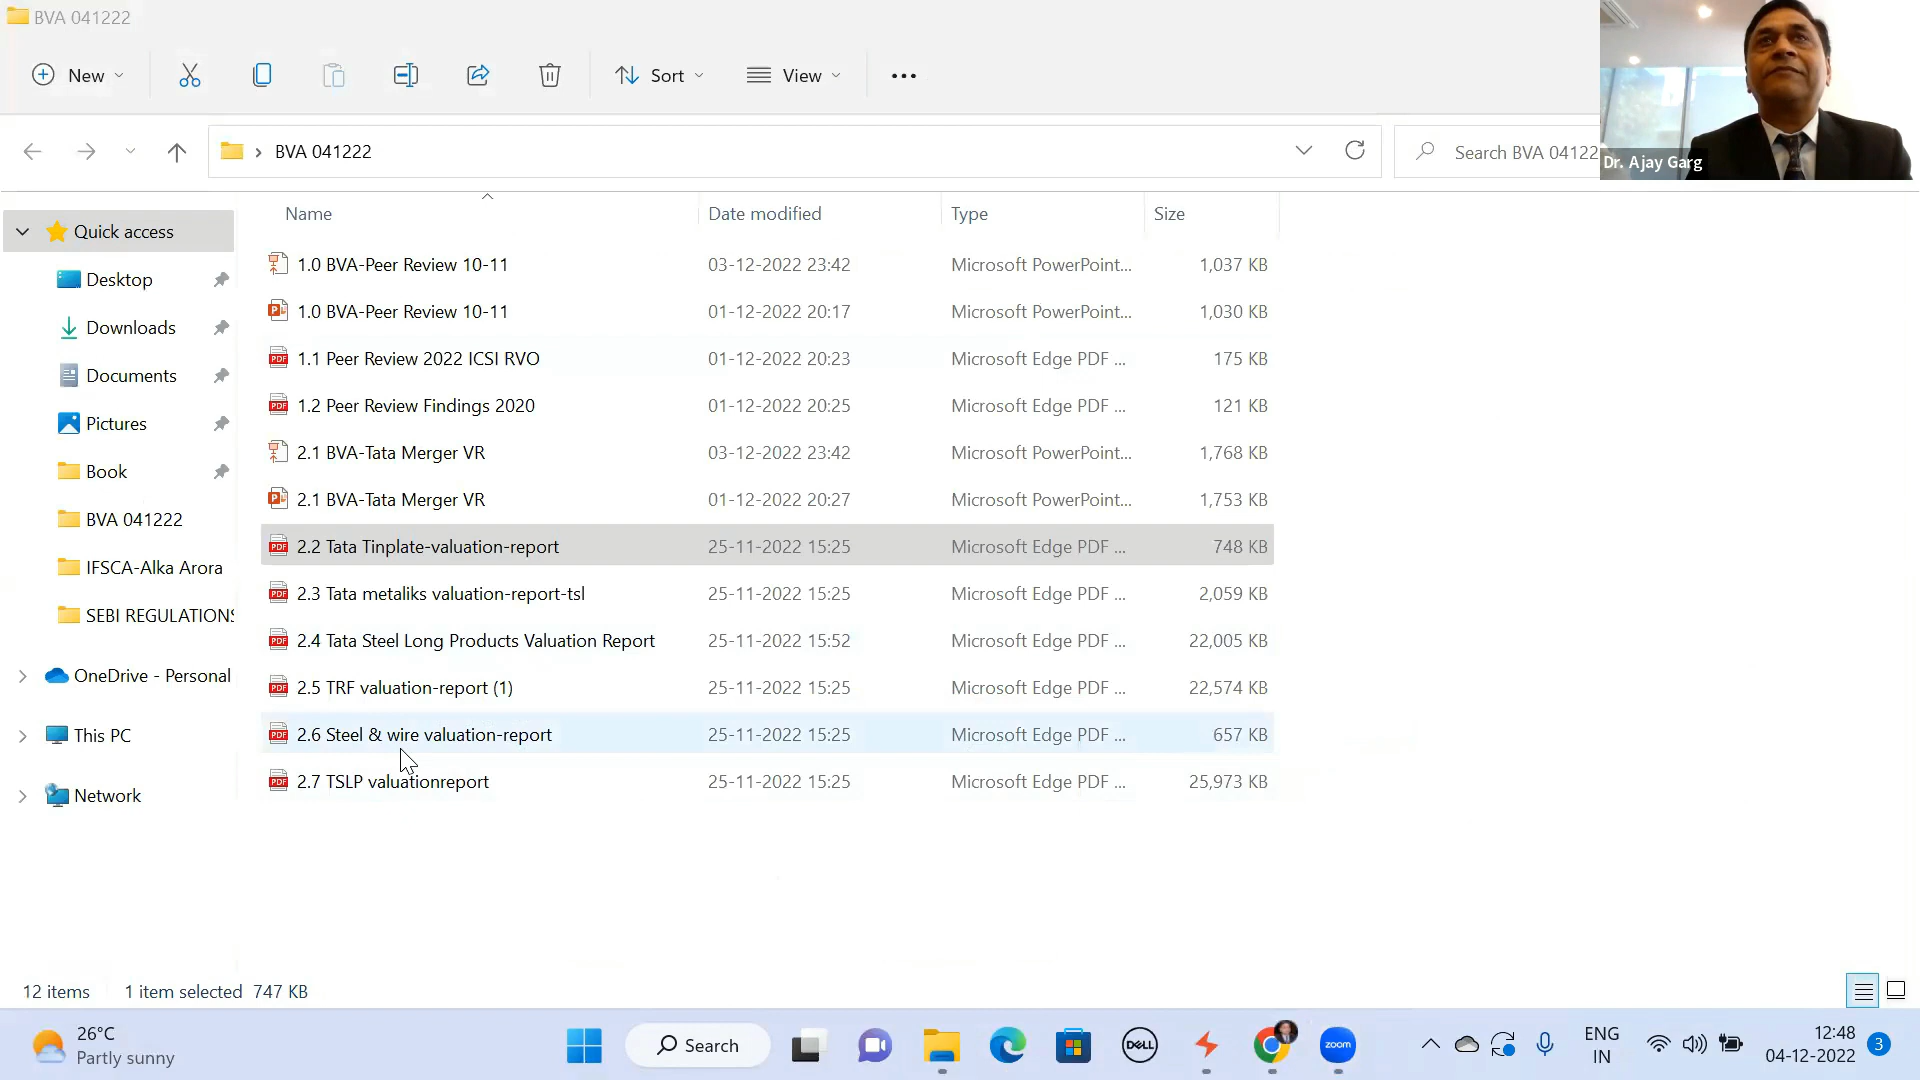 BVA 041222
New
Sort
View
BVA 041222
Search BVA 04122
Dr. Ajay Garg
Name
Date modified
Type
Size
Quick access
Desktop
Downloads
Documents
Pictures
Book
BVA 041222
IFSCA-Alka Arora
SEBI REGULATIONS
OneDrive - Personal
This PC
Network
1.0 BVA-Peer Review 10-11 03-12-2022 23:42 Microsoft PowerPoint... 1,037 KB
1.0 BVA-Peer Review 10-11 01-12-2022 20:17 Microsoft PowerPoint... 1,030 KB
1.1 Peer Review 2022 ICSI RVO 01-12-2022 20:23 Microsoft Edge PDF ... 175 KB
1.2 Peer Review Findings 2020 01-12-2022 20:25 Microsoft Edge PDF ... 121 KB
2.1 BVA-Tata Merger VR 03-12-2022 23:42 Microsoft PowerPoint... 1,768 KB
2.1 BVA-Tata Merger VR 01-12-2022 20:27 Microsoft PowerPoint... 1,753 KB
2.2 Tata Tinplate-valuation-report 25-11-2022 15:25 Microsoft Edge PDF ... 748 KB
2.3 Tata metaliks valuation-report-tsl 25-11-2022 15:25 Microsoft Edge PDF ... 2,059 KB
2.4 Tata Steel Long Products Valuation Report 25-11-2022 15:52 Microsoft Edge PDF ... 22,005 KB
2.5 TRF valuation-report (1) 25-11-2022 15:25 Microsoft Edge PDF ... 22,574 KB
2.6 Steel & wire valuation-report 25-11-2022 15:25 Microsoft Edge PDF ... 657 KB
2.7 TSLP valuationreport 25-11-2022 15:25 Microsoft Edge PDF ... 25,973 KB
12 items 1 item selected 747 KB
26°C
Partly sunny
Search
DELL
zoom
ENG
IN
12:48
04-12-2022
3